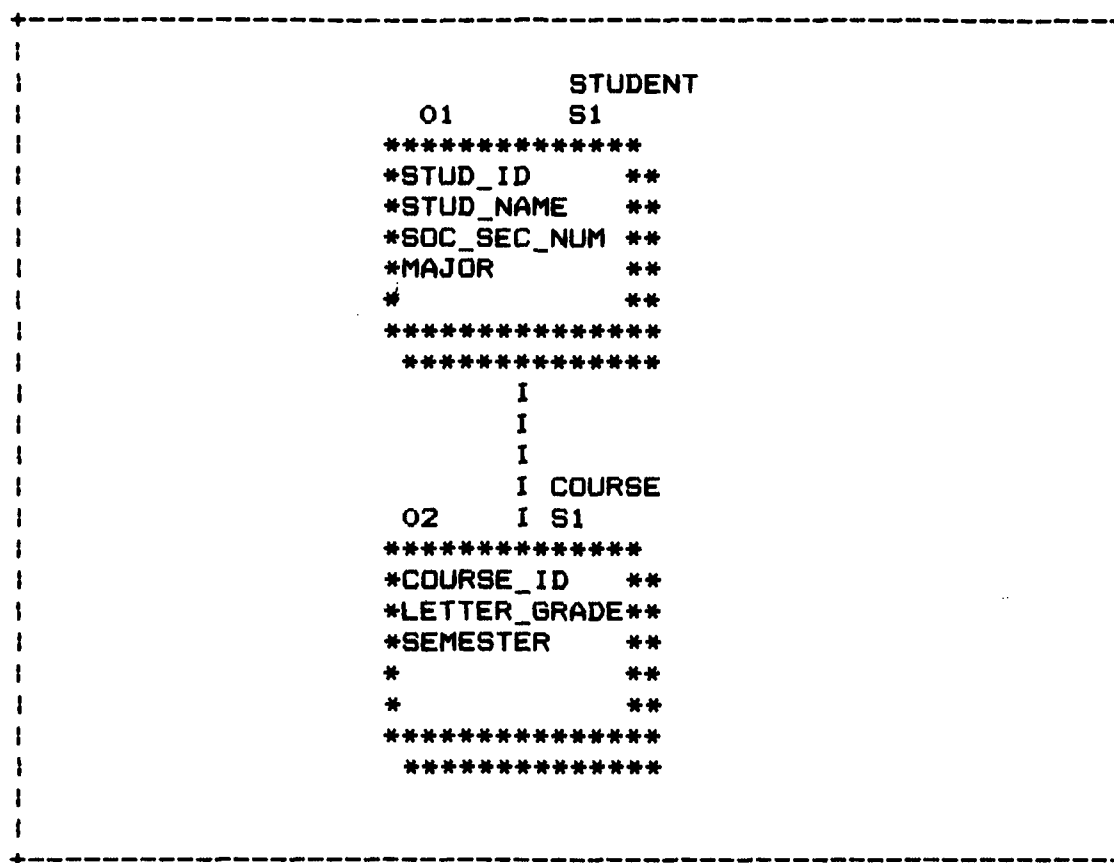 STUDENT
01 S1
**************
*STUD_ID **
*STUD_NAME **
*SOC_SEC_NUM **
*MAJOR **
* **
***************
**************
I
I
I
I COURSE
02 I S1
**************
*COURSE_ID **
*LETTER_GRADE**
*SEMESTER **
* **
* **
***************
**************